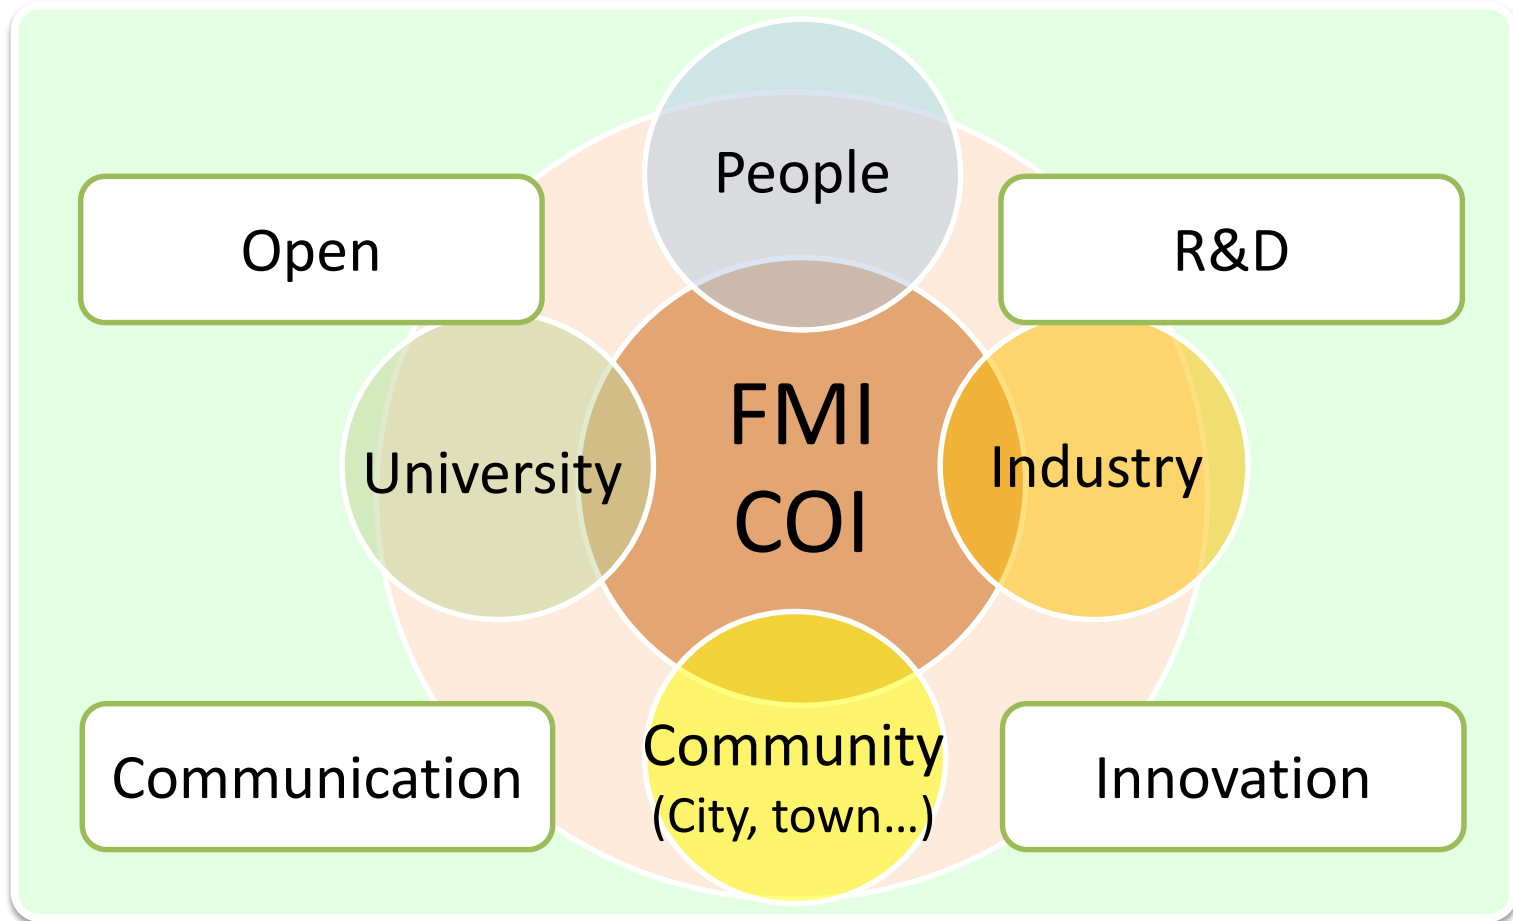 People
Open
R&D
FMI
COI
University
Industry
Community
(City, town...)
Communication
Innovation